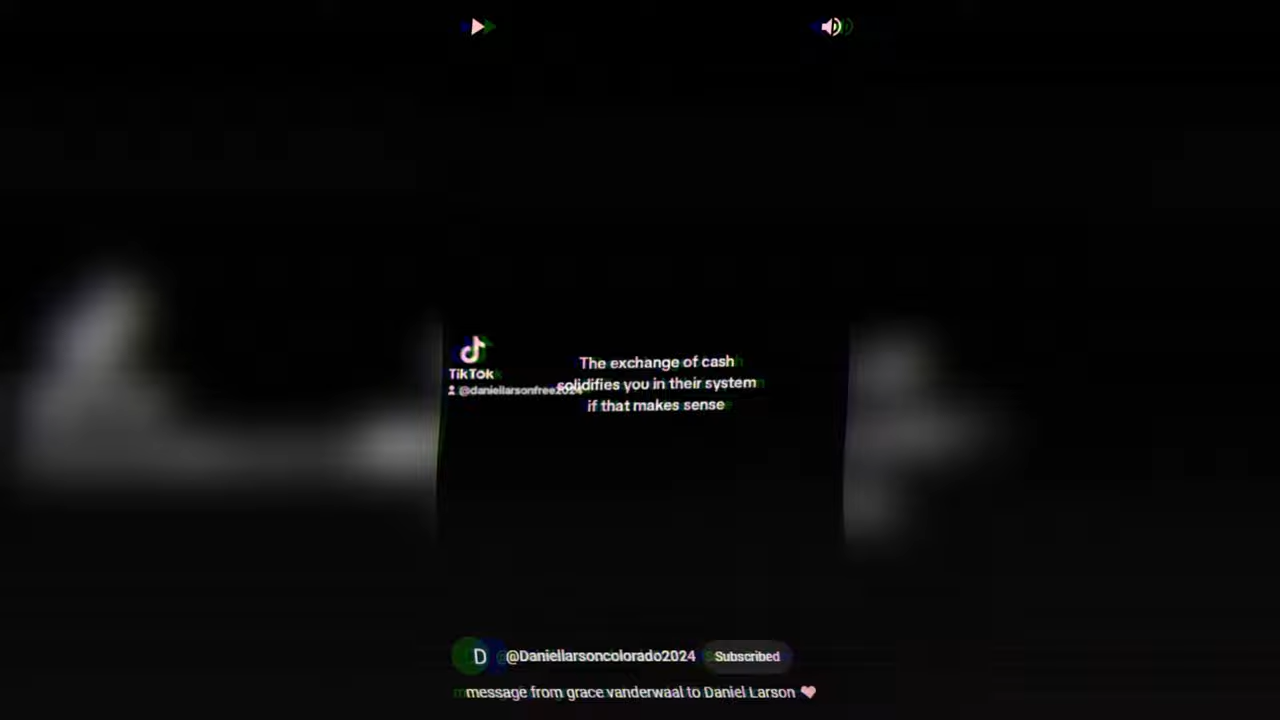 The exchange of cash
solidifies you in their system
if that makes sense
TikTok
@daniellarsonfree2024
@Daniellarsoncolorado2024 Subscribed
message from grace vanderwaal to Daniel Larson